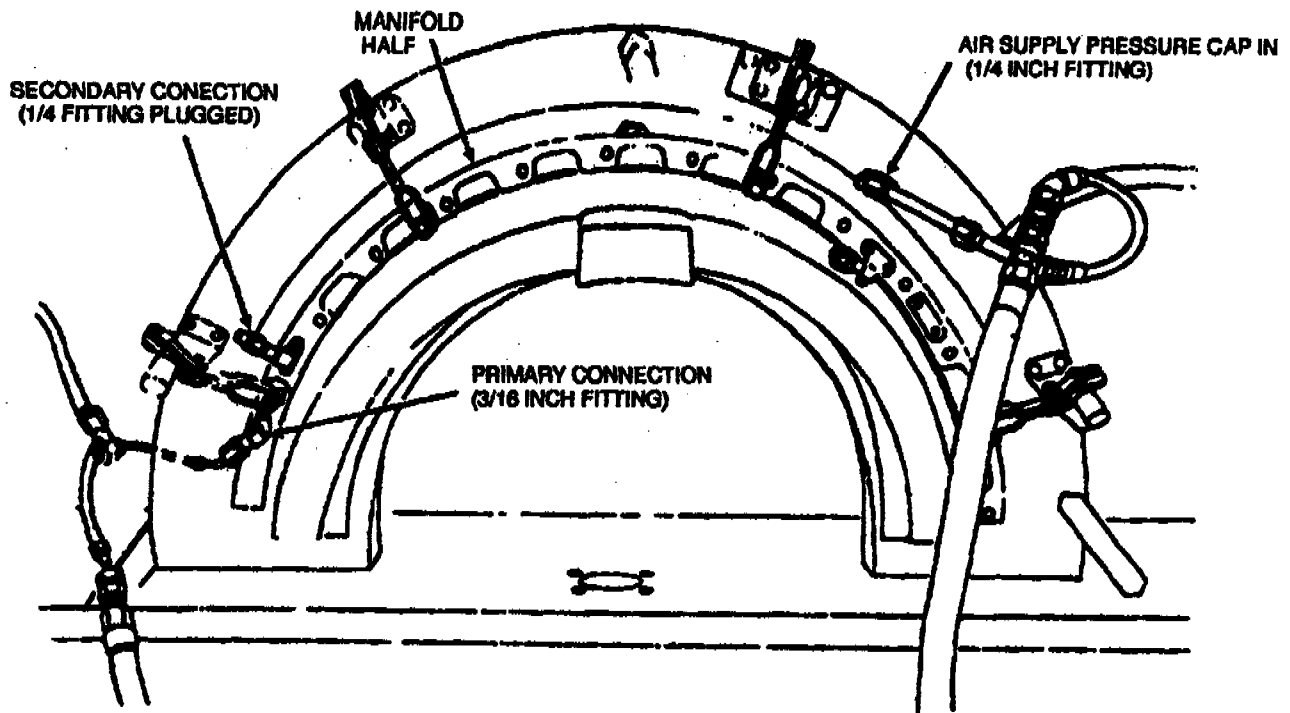 MANIFOLD
HALF
AIR SUPPLY PRESSURE CAP IN
(1/4 INCH FITTING)
SECONDARY CONECTION
(1/4 FITTING PLUGGED)
PRIMARY CONNECTION
(3/16 INCH FITTING)